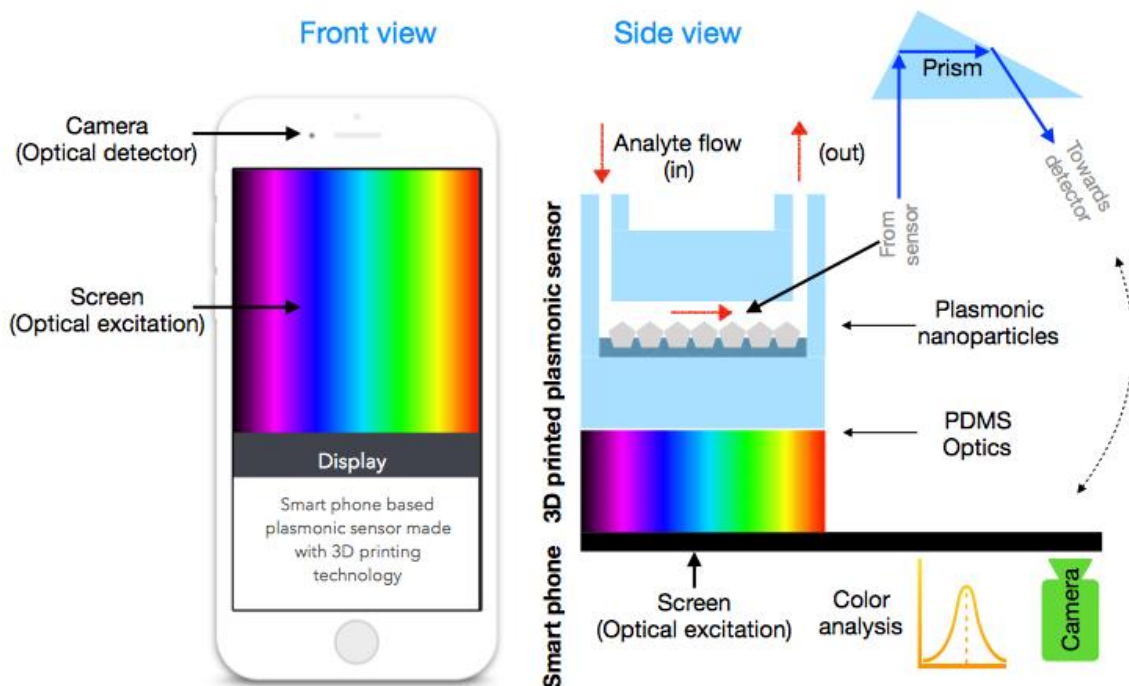 Front view
Camera
(Optical detector)
Screen
(Optical excitation)
Display
Smart phone based
plasmonic sensor made
with 3D printing
technology
Side view
Prism
Analyte flow
(in)
(out)
From
sensor
Towards
detector
3D printed plasmonic sensor
Plasmonic
nanoparticles
PDMS
Optics
Smart phone
Screen
(Optical excitation)
Color
analysis
Camera